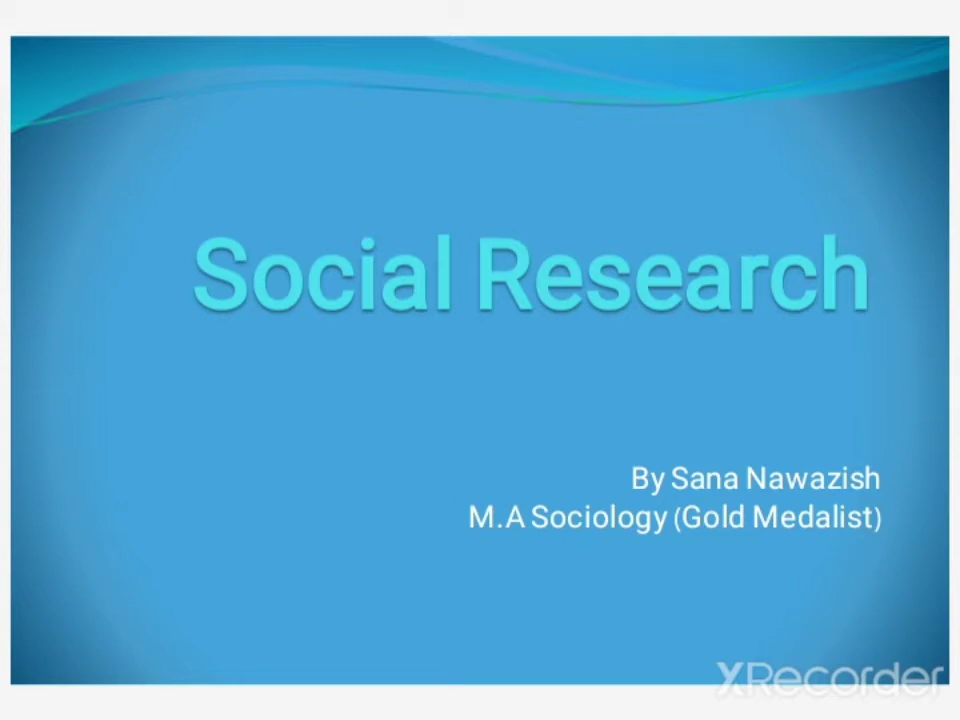 Social Research
By Sana Nawazish
M.A Sociology (Gold Medalist)
XRecorder